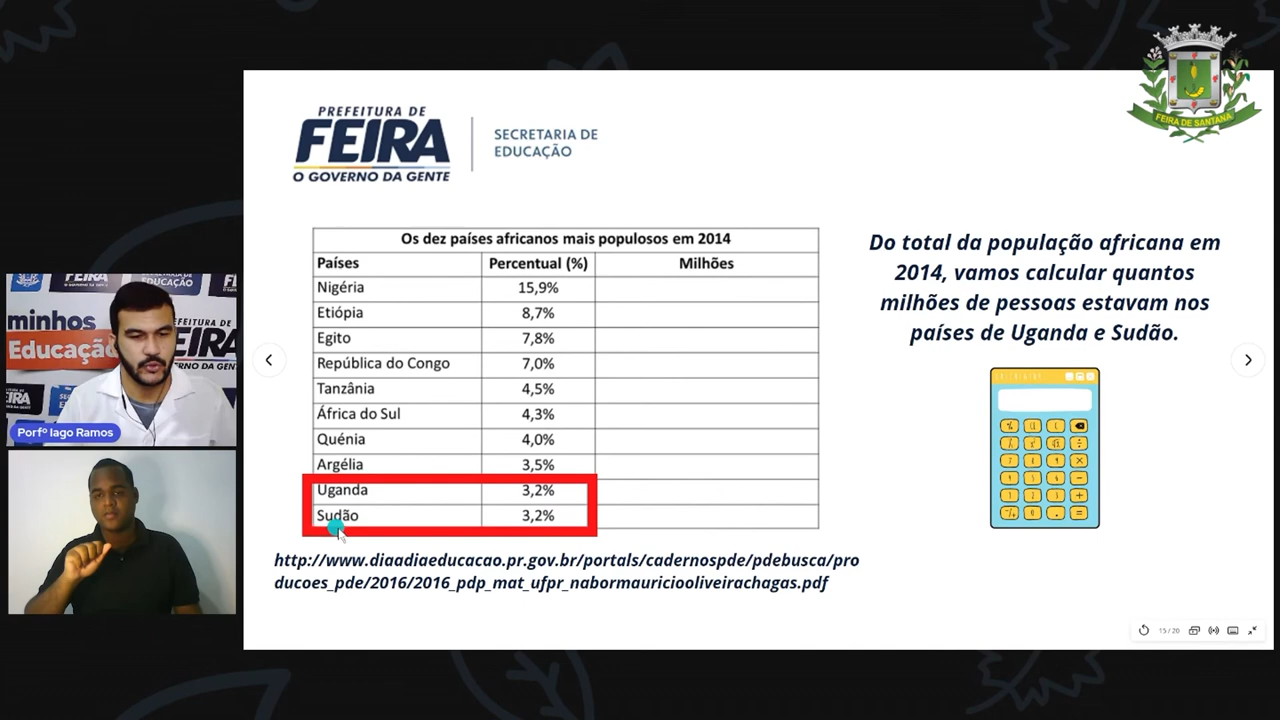 FEIRA DE SANTANA
PREFEITURA DE
FEIRA
O GOVERNO DA GENTE
SECRETARIA DE
EDUCAÇÃO
Os dez países africanos mais populosos em 2014
Países Percentual (%) Milhões
Nigéria 15,9%
Etiópia 8,7%
Egito 7,8%
República do Congo 7,0%
Tanzânia 4,5%
África do Sul 4,3%
Quénia 4,0%
Argélia 3,5%
Uganda 3,2%
Sudão 3,2%
Do total da população africana em
2014, vamos calcular quantos
milhões de pessoas estavam nos
países de Uganda e Sudão.
http://www.diaadiaeducacao.pr.gov.br/portals/cadernospde/pdebusca/pro
ducoes_pde/2016/2016_pdp_mat_ufpr_nabormauriciooliveirachagas.pdf
minhos
Educaçã
Porfº Iago Ramos
15 / 20